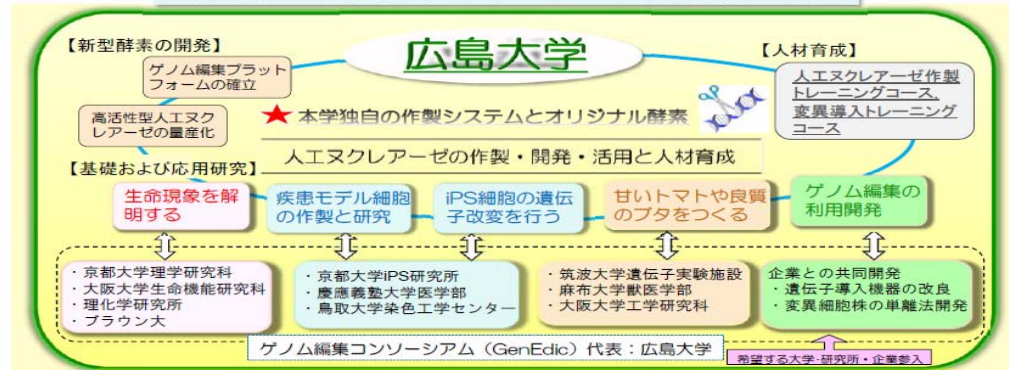 【新型酵素の開発】
広島大学
【人材育成】
ゲノム編集プラット
フォームの確立
高活性型人工ヌク
レアーゼの量産化
★本学独自の作製システムとオリジナル酵素
人工ヌクレアーゼ作製
トレーニングコース、
変異導入トレーニング
コース
人工ヌクレアーゼの作製・開発・活用と人材育成
【基礎および応用研究】
生命現象を解
明する
疾患モデル細胞
の作製と研究
iPS細胞の遺伝
子改変を行う
甘いトマトや良質
のブタをつくる
ゲノム編集の
利用開発
・京都大学理学研究科
・大阪大学生命機能研究科
・理化学研究所
・ブラウン大
・京都大学iPS研究所
・慶應義塾大学医学部
・鳥取大学染色工学センター
・筑波大学遺伝子実験施設
・麻布大学獣医学部
・大阪大学工学研究科
企業との共同開発
・遺伝子導入機器の改良
・変異細胞株の単離法開発
ゲノム編集コンソーシアム（GenEdic）代表：広島大学
希望する大学・研究所・企業参入